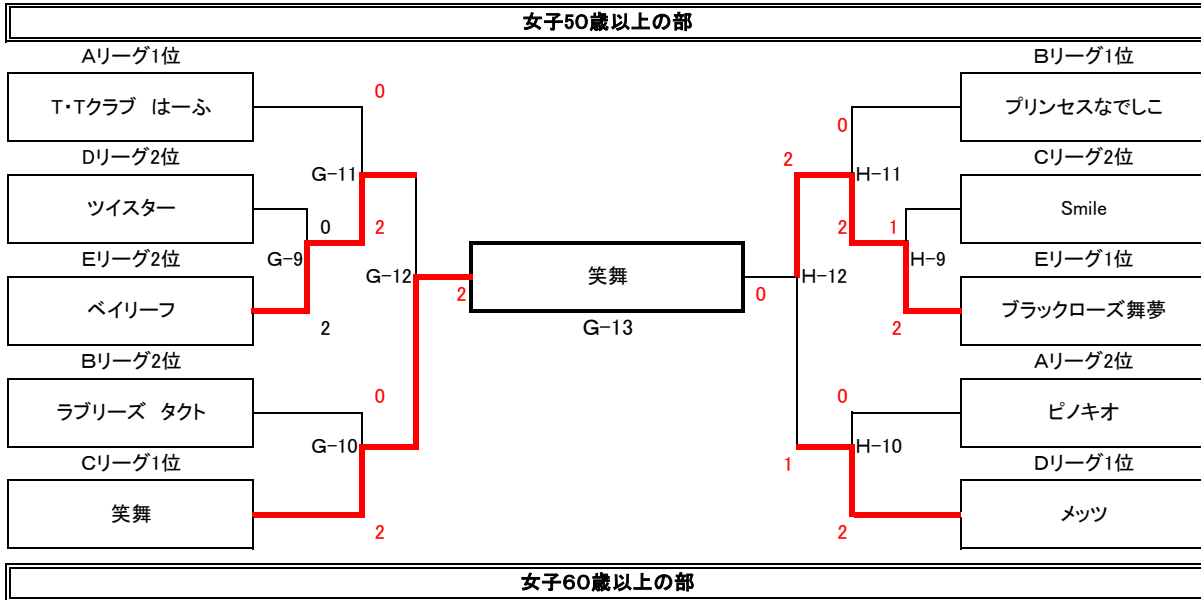 女子50歳以上の部
Aリーグ1位
Bリーグ1位
T・Tクラブ　はーふ
0
0
プリンセスなでしこ
Dリーグ2位
G-11
2
H-11
Cリーグ2位
ツイスター
0
2
2
1
Smile
Eリーグ2位
G-9
G-12
笑舞
H-12
H-9
Eリーグ1位
ベイリーフ
2
2
0
2
ブラックローズ舞夢
G-13
Bリーグ2位
Aリーグ2位
ラブリーズ　タクト
0
0
ピノキオ
G-10
H-10
Cリーグ1位
1
Dリーグ1位
笑舞
2
2
メッツ
女子60歳以上の部